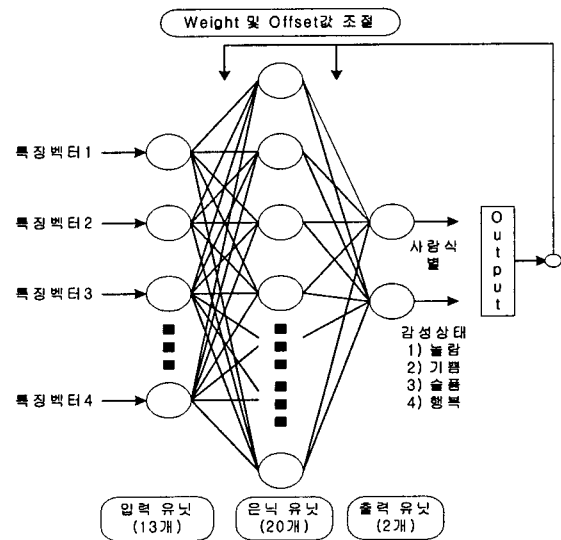 Weight 및 Offset값 조절
특징벡터1
특징벡터2
특징벡터3
특징벡터4
사람식
별
감성상태
1) 놀람
2) 기쁨
3) 슬픔
4) 행복
Output
입력 유닛
(13개)
은닉 유닛
(20개)
출력 유닛
(2개)